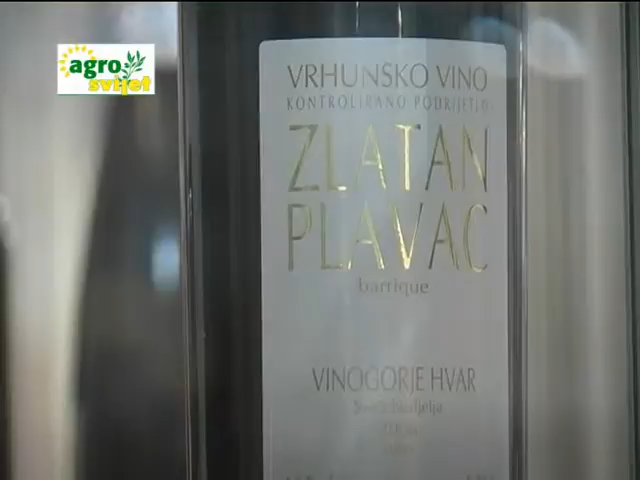 agro
svijet
VRHUNSKO VINO
KONTROLIRANO PODRIJETLO
ZLATAN
PLAVAC
barrique
VINOGORJE HVAR